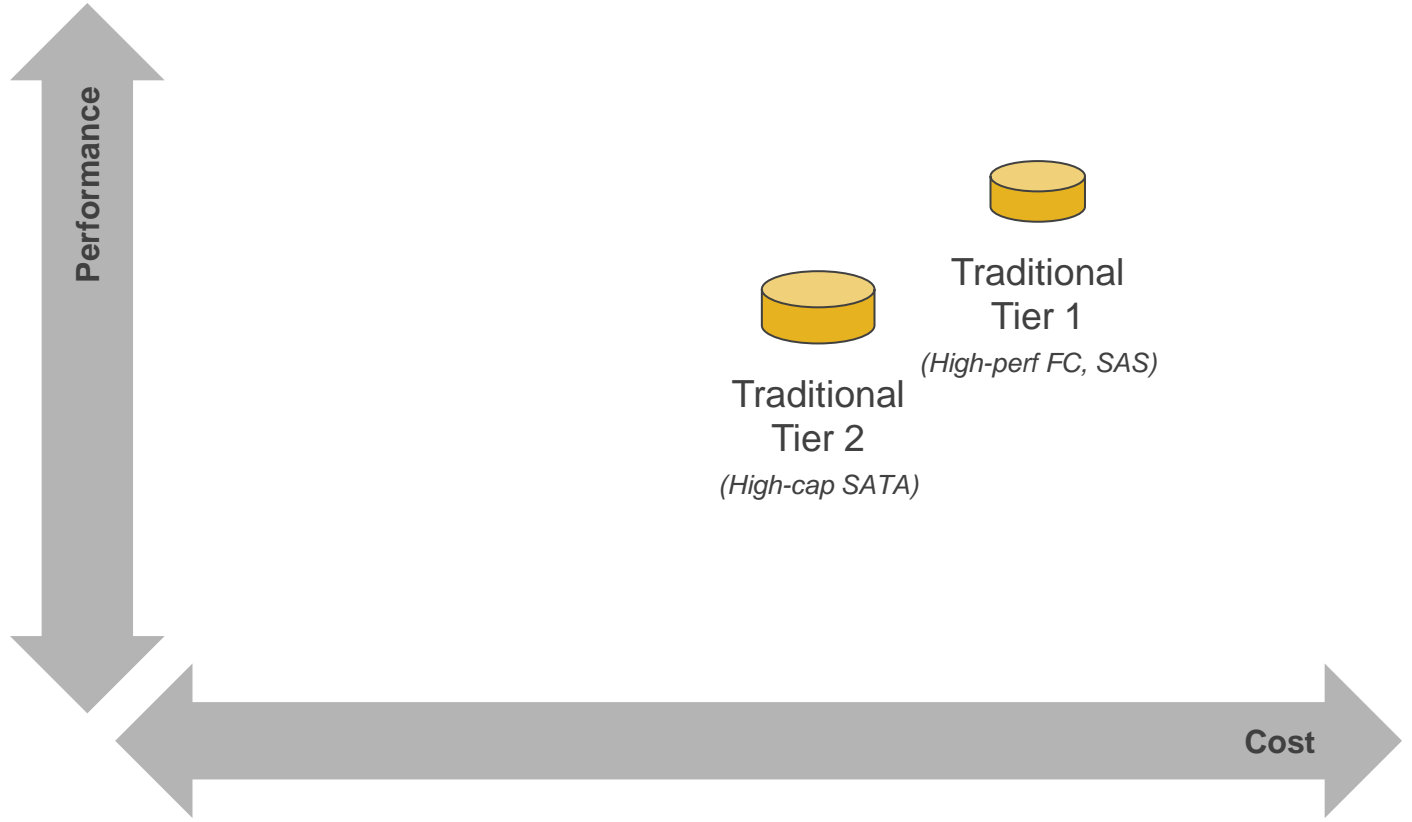 Performance
Traditional
Tier 1
(High-perf FC, SAS)
Traditional
Tier 2
(High-cap SATA)
Cost